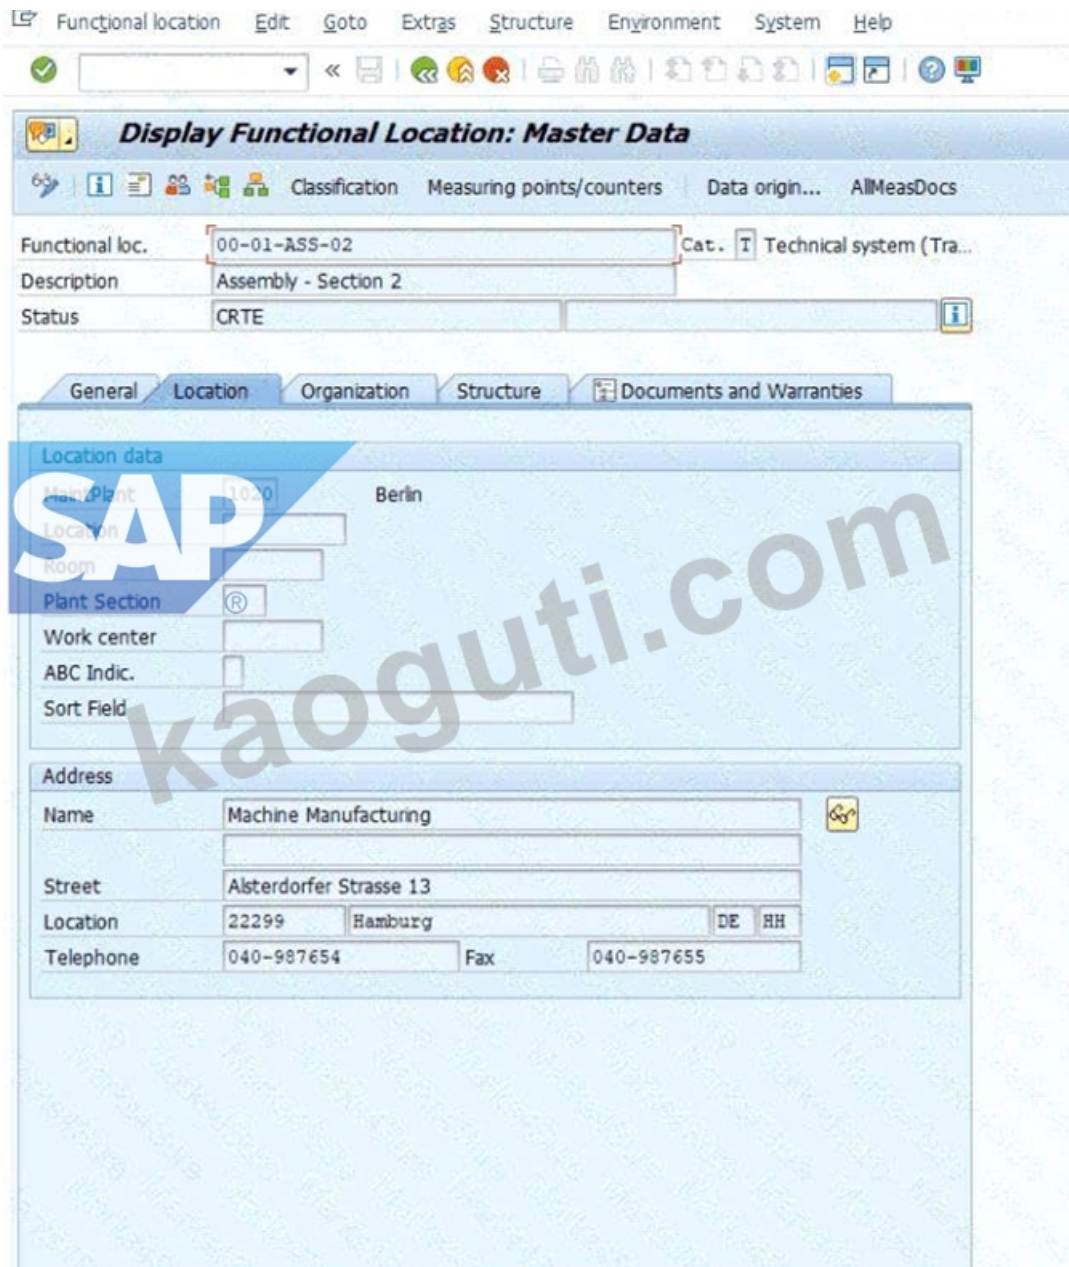 Functional location Edit Goto Extras Structure Environment System Help
Display Functional Location: Master Data
Classification Measuring points/counters Data origin... AllMeasDocs
Functional loc. 00-01-ASS-02 Cat. T Technical system (Tra...
Description Assembly - Section 2
Status CRTE
General Location Organization Structure Documents and Warranties
Location data
MaintPlant 1020 Berlin
Location
Room
Plant Section
SAP ®
Work center
ABC Indic.
Sort Field
kaoguti.com
Address
Name Machine Manufacturing
Street Alsterdorfer Strasse 13
Location 22299 Hamburg DE HH
Telephone 040-987654 Fax 040-987655